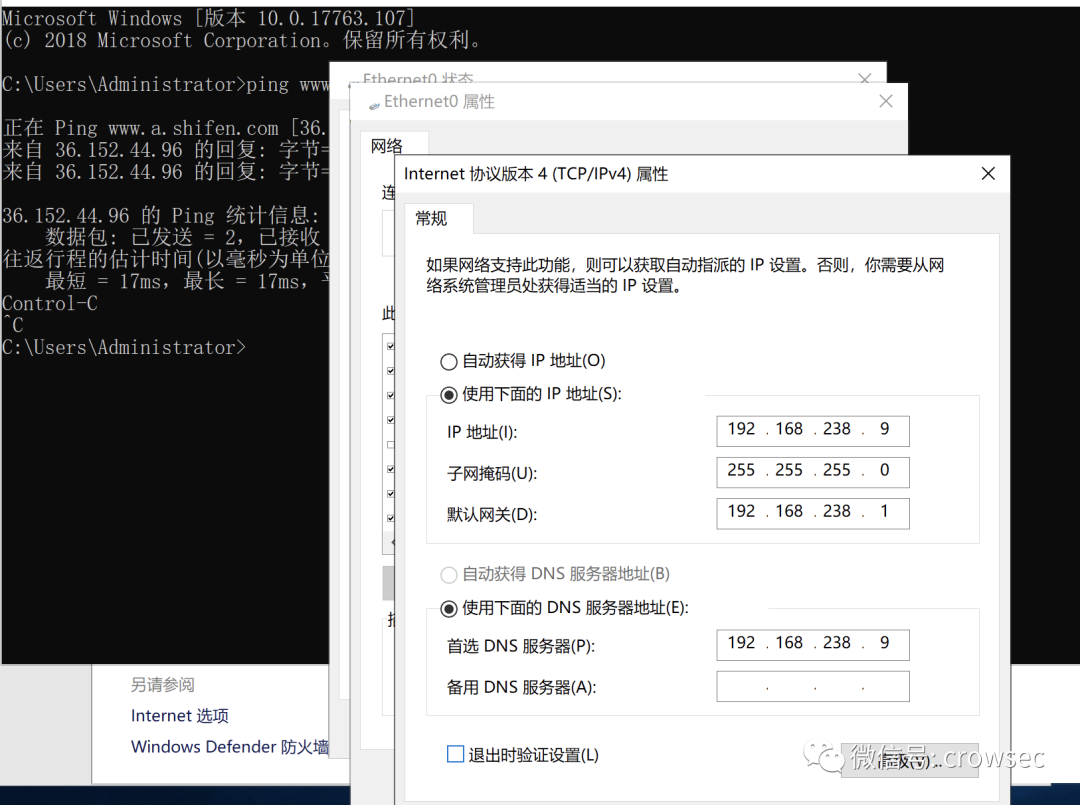 Microsoft Windows [版本 10.0.17763.107]
(c) 2018 Microsoft Corporation。保留所有权利。
C:\Users\Administrator>ping www
正在 Ping www.a.shifen.com [36.
来自 36.152.44.96 的回复: 字节=
来自 36.152.44.96 的回复: 字节=
36.152.44.96 的 Ping 统计信息:
数据包: 已发送 = 2，已接收
往返行程的估计时间(以毫秒为单位
最短 = 17ms，最长 = 17ms，
Control-C
^C
C:\Users\Administrator>
Ethernet0 状态
Ethernet0 属性
网络
Internet 协议版本 4 (TCP/IPv4) 属性
常规
如果网络支持此功能，则可以获取自动指派的 IP 设置。否则，你需要从网
络系统管理员处获得适当的 IP 设置。
自动获得 IP 地址(O)
使用下面的 IP 地址(S):
IP 地址(I): 192 . 168 . 238 . 9
子网掩码(U): 255 . 255 . 255 . 0
默认网关(D): 192 . 168 . 238 . 1
自动获得 DNS 服务器地址(B)
使用下面的 DNS 服务器地址(E):
首选 DNS 服务器(P): 192 . 168 . 238 . 9
备用 DNS 服务器(A): . . .
退出时验证设置(L)
高级(V)...
另请参阅
Internet 选项
Windows Defender 防火墙
微信号: crowsec